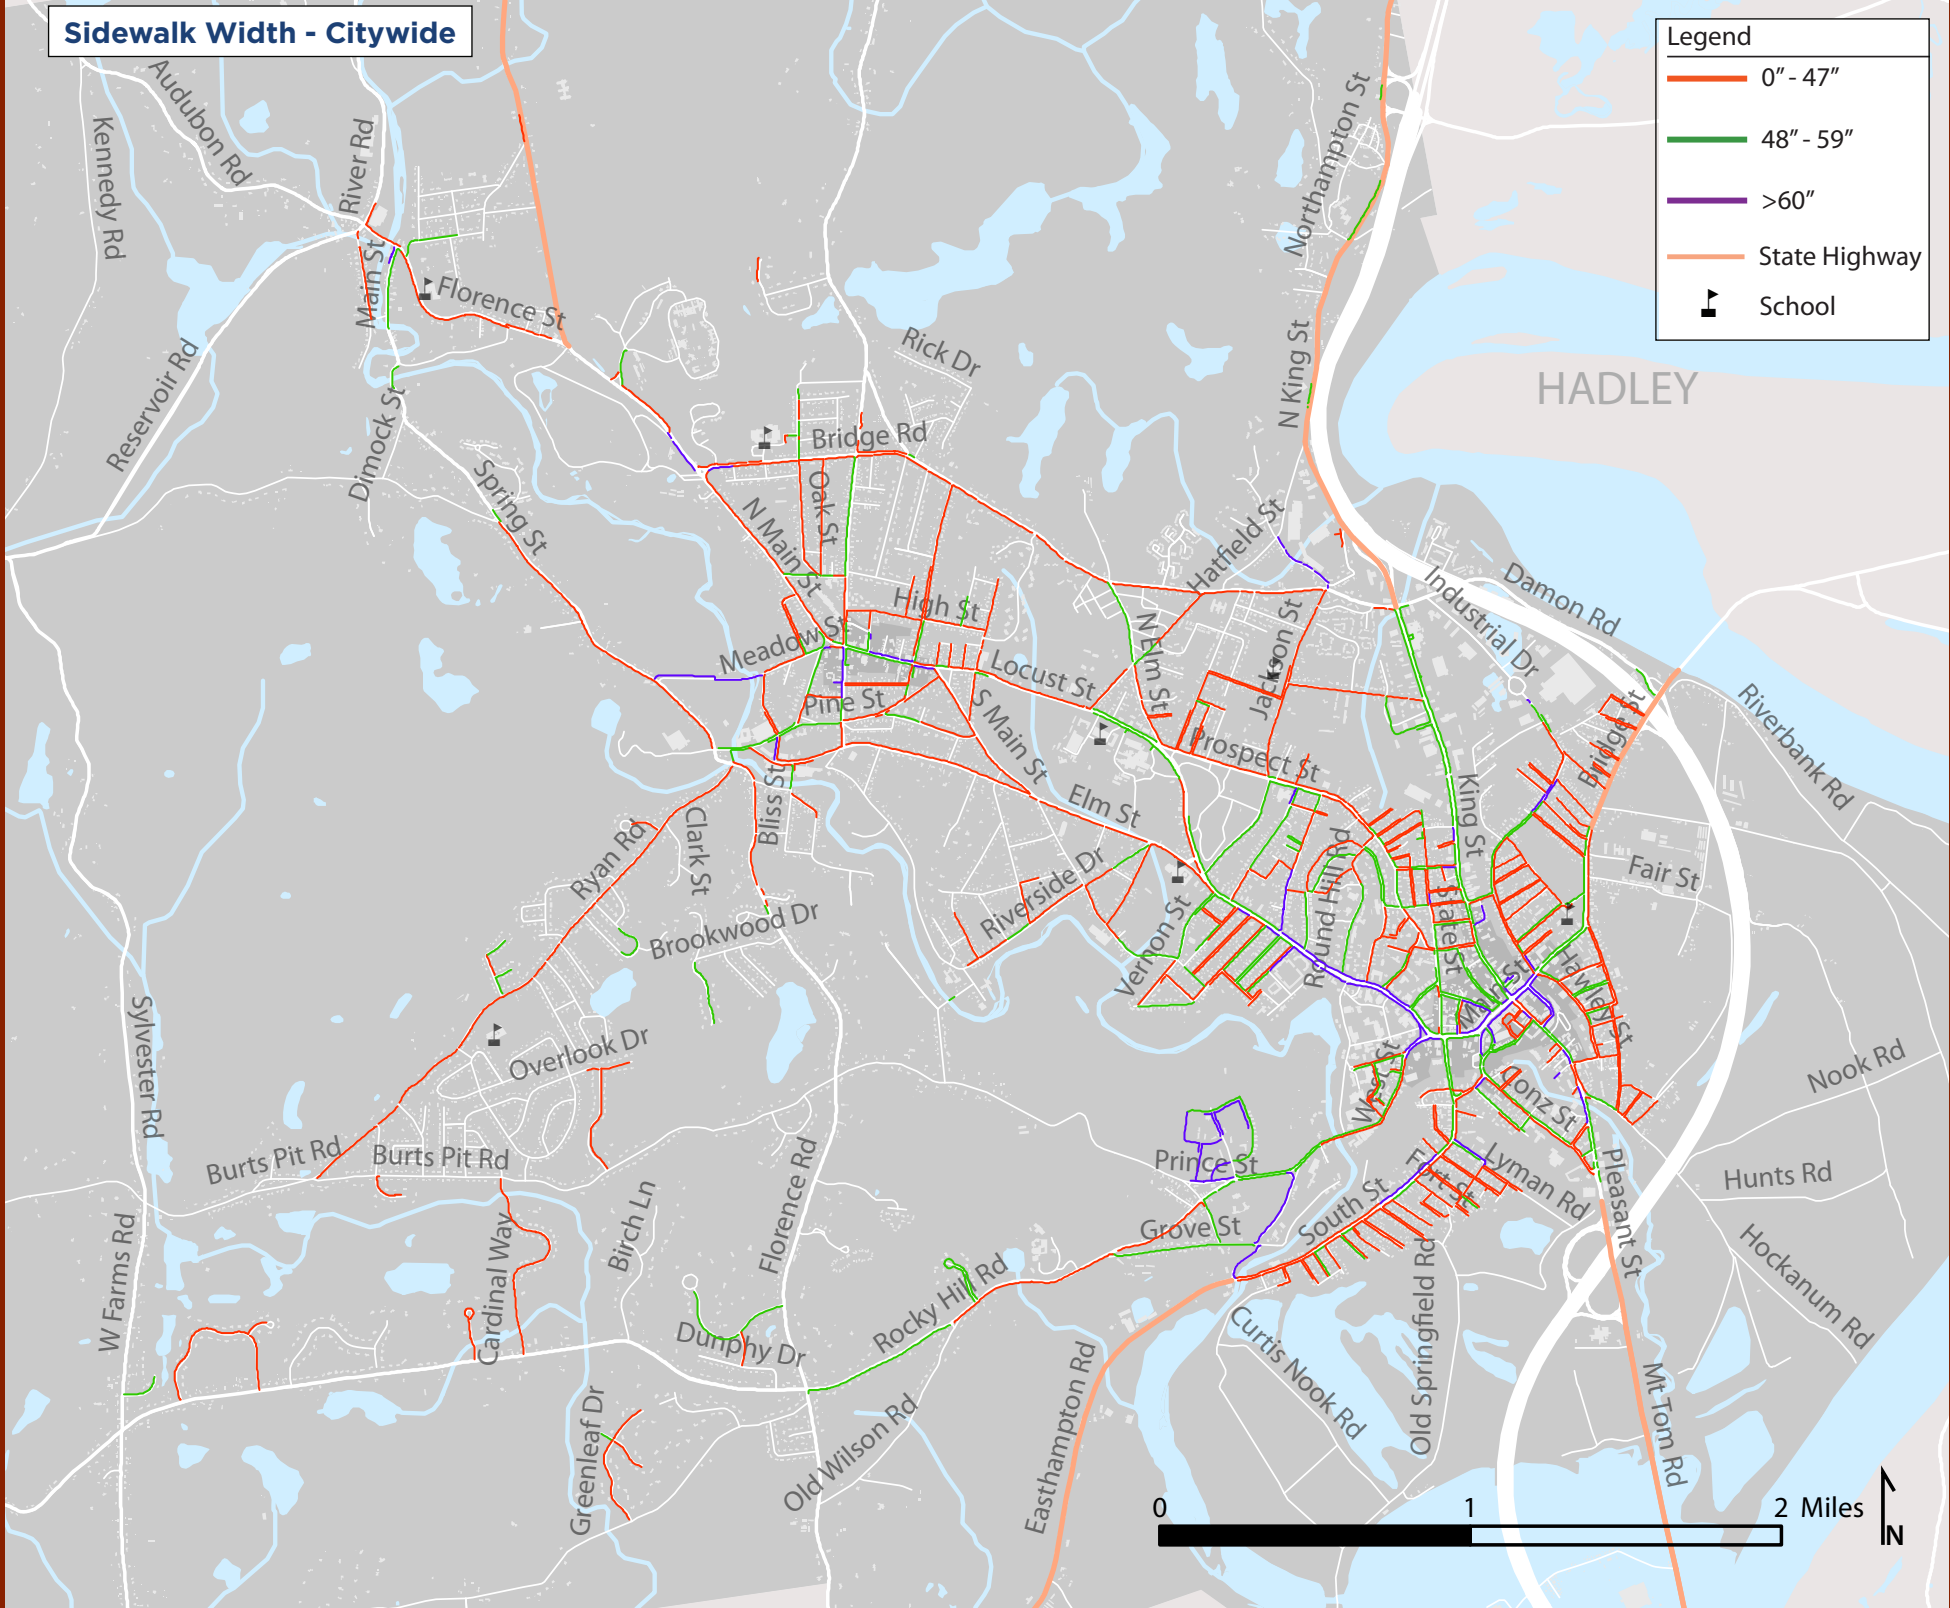 Sidewalk Width - Citywide
Legend
0” - 47”
48” - 59”
>60”
State Highway
School
Audubon Rd
Kennedy Rd
River Rd
Northampton St
Main St
Florence St
Reservoir Rd
Rick Dr
N King St
HADLEY
Dimock St
Bridge Rd
Spring St
Oak St
N Main St
Hatfield St
Industrial Dr
Damon Rd
High St
Meadow St
N Elm St
Jackson St
Locust St
Pine St
S Main St
Prospect St
Bridge St
Riverbank Rd
Elm St
King St
Bliss St
Clark St
Ryan Rd
Riverside Dr
Round Hill Rd
Fair St
Brookwood Dr
Vernon St
State St
Main St
Hawley St
Sylvester Rd
Overlook Dr
West St
Conz St
Nook Rd
Burts Pit Rd
Burts Pit Rd
Prince St
Fort St
Lyman Rd
Hunts Rd
Florence Rd
Birch Ln
W Farms Rd
Cardinal Way
Grove St
South St
Pleasant St
Hockanum Rd
Rocky Hill Rd
Dunphy Dr
Curtis Nook Rd
Old Springfield Rd
Easthampton Rd
Mt Tom Rd
Greenleaf Dr
Old Wilson Rd
0 1 2 Miles
N